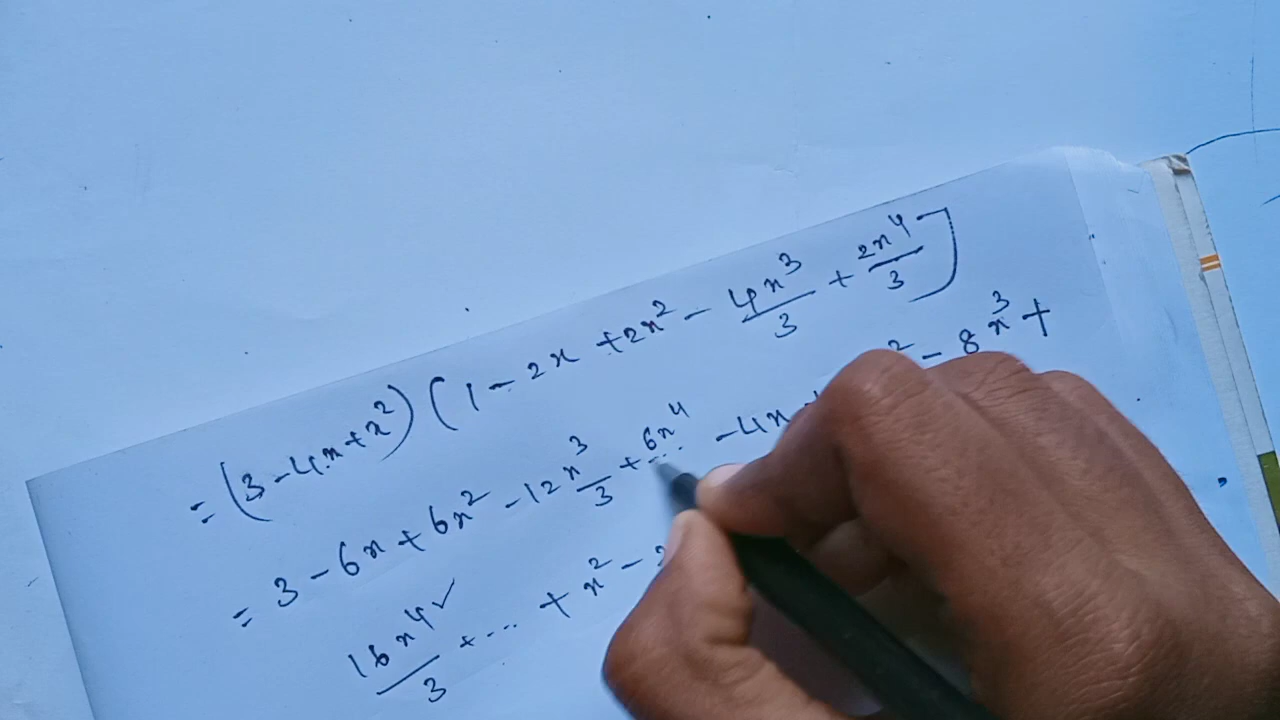 = (3-4x+x²) (1-2x+2x²-4x³/3+2x⁴/3]
= 3-6x+6x²-12x³/3+6x⁴... -4x ² -8x³+
16x⁴/3 ✓ +... +x²-